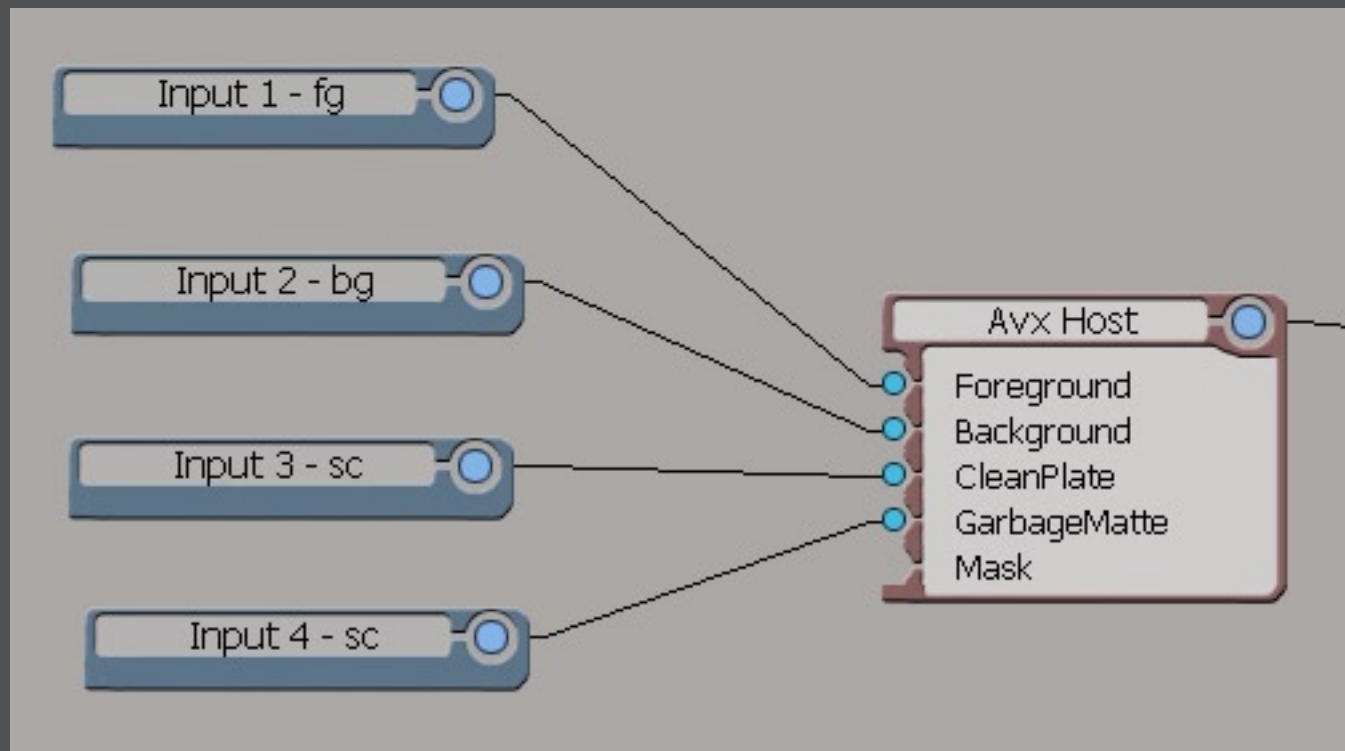 Input 1 - fg
Input 2 - bg
Input 3 - sc
Input 4 - sc
Avx Host
Foreground
Background
CleanPlate
GarbageMatte
Mask